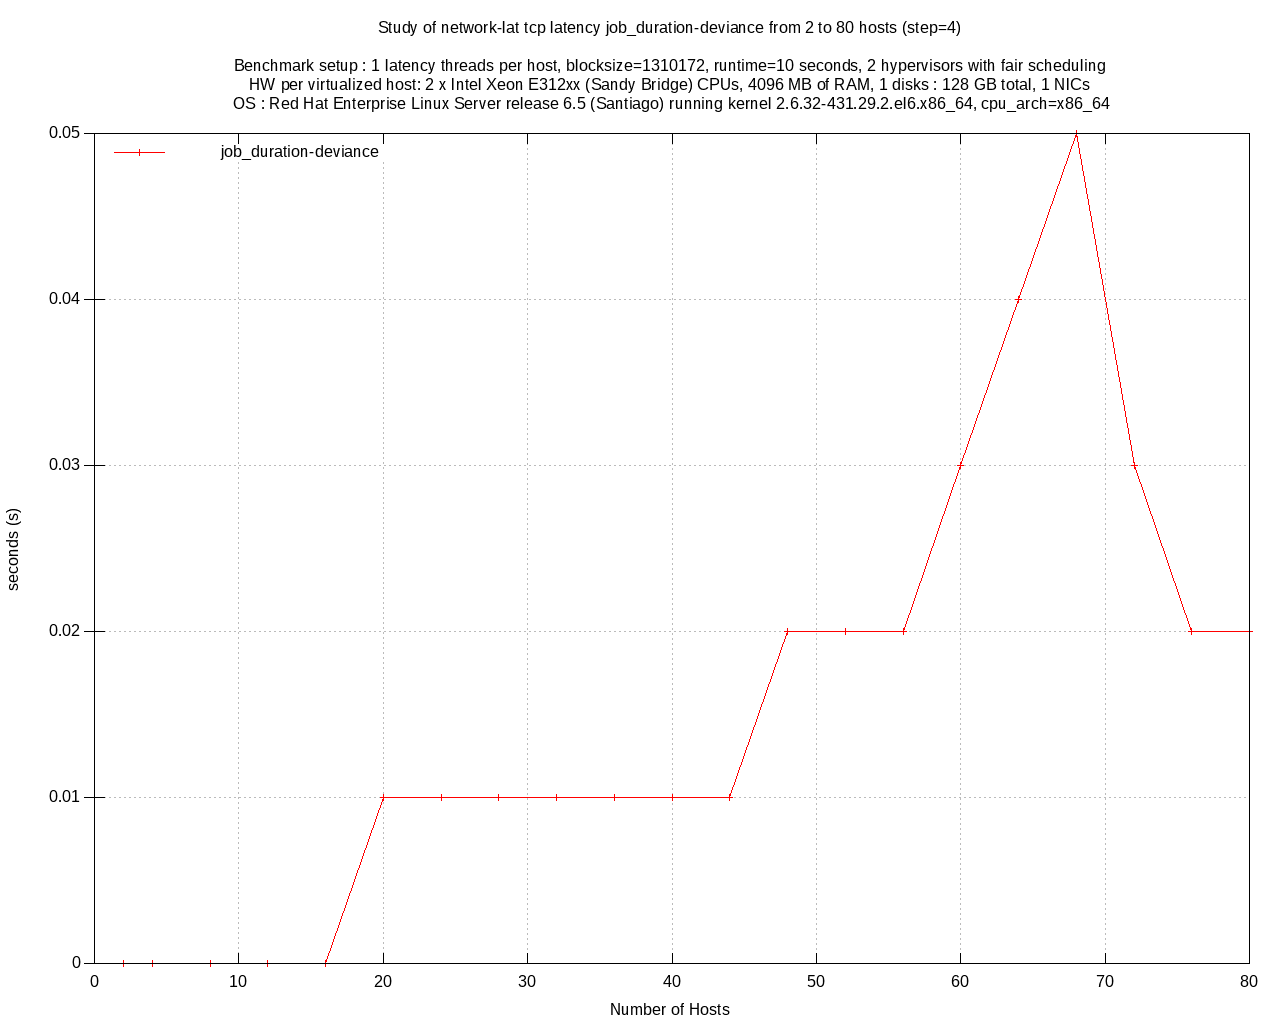 Study of network-lat tcp latency job_duration-deviance from 2 to 80 hosts (step=4)
Benchmark setup : 1 latency threads per host, blocksize=1310172, runtime=10 seconds, 2 hypervisors with fair scheduling
HW per virtualized host: 2 x Intel Xeon E312xx (Sandy Bridge) CPUs, 4096 MB of RAM, 1 disks : 128 GB total, 1 NICs
OS : Red Hat Enterprise Linux Server release 6.5 (Santiago) running kernel 2.6.32-431.29.2.el6.x86_64, cpu_arch=x86_64
job_duration-deviance
0.05
0.04
0.03
0.02
0.01
0
seconds (s)
0 10 20 30 40 50 60 70 80
Number of Hosts